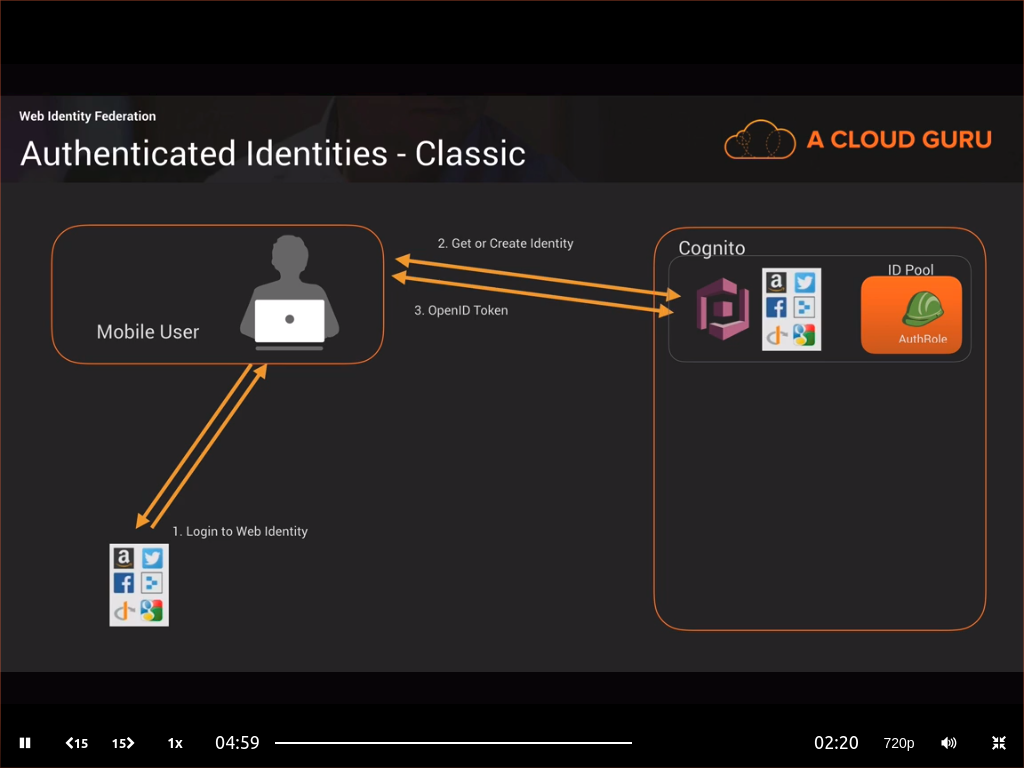 Web Identity Federation
Authenticated Identities - Classic
A CLOUD GURU
2. Get or Create Identity
3. OpenID Token
Mobile User
Cognito
ID Pool
AuthRole
1. Login to Web Identity
15
15
1x
04:59
02:20
720p